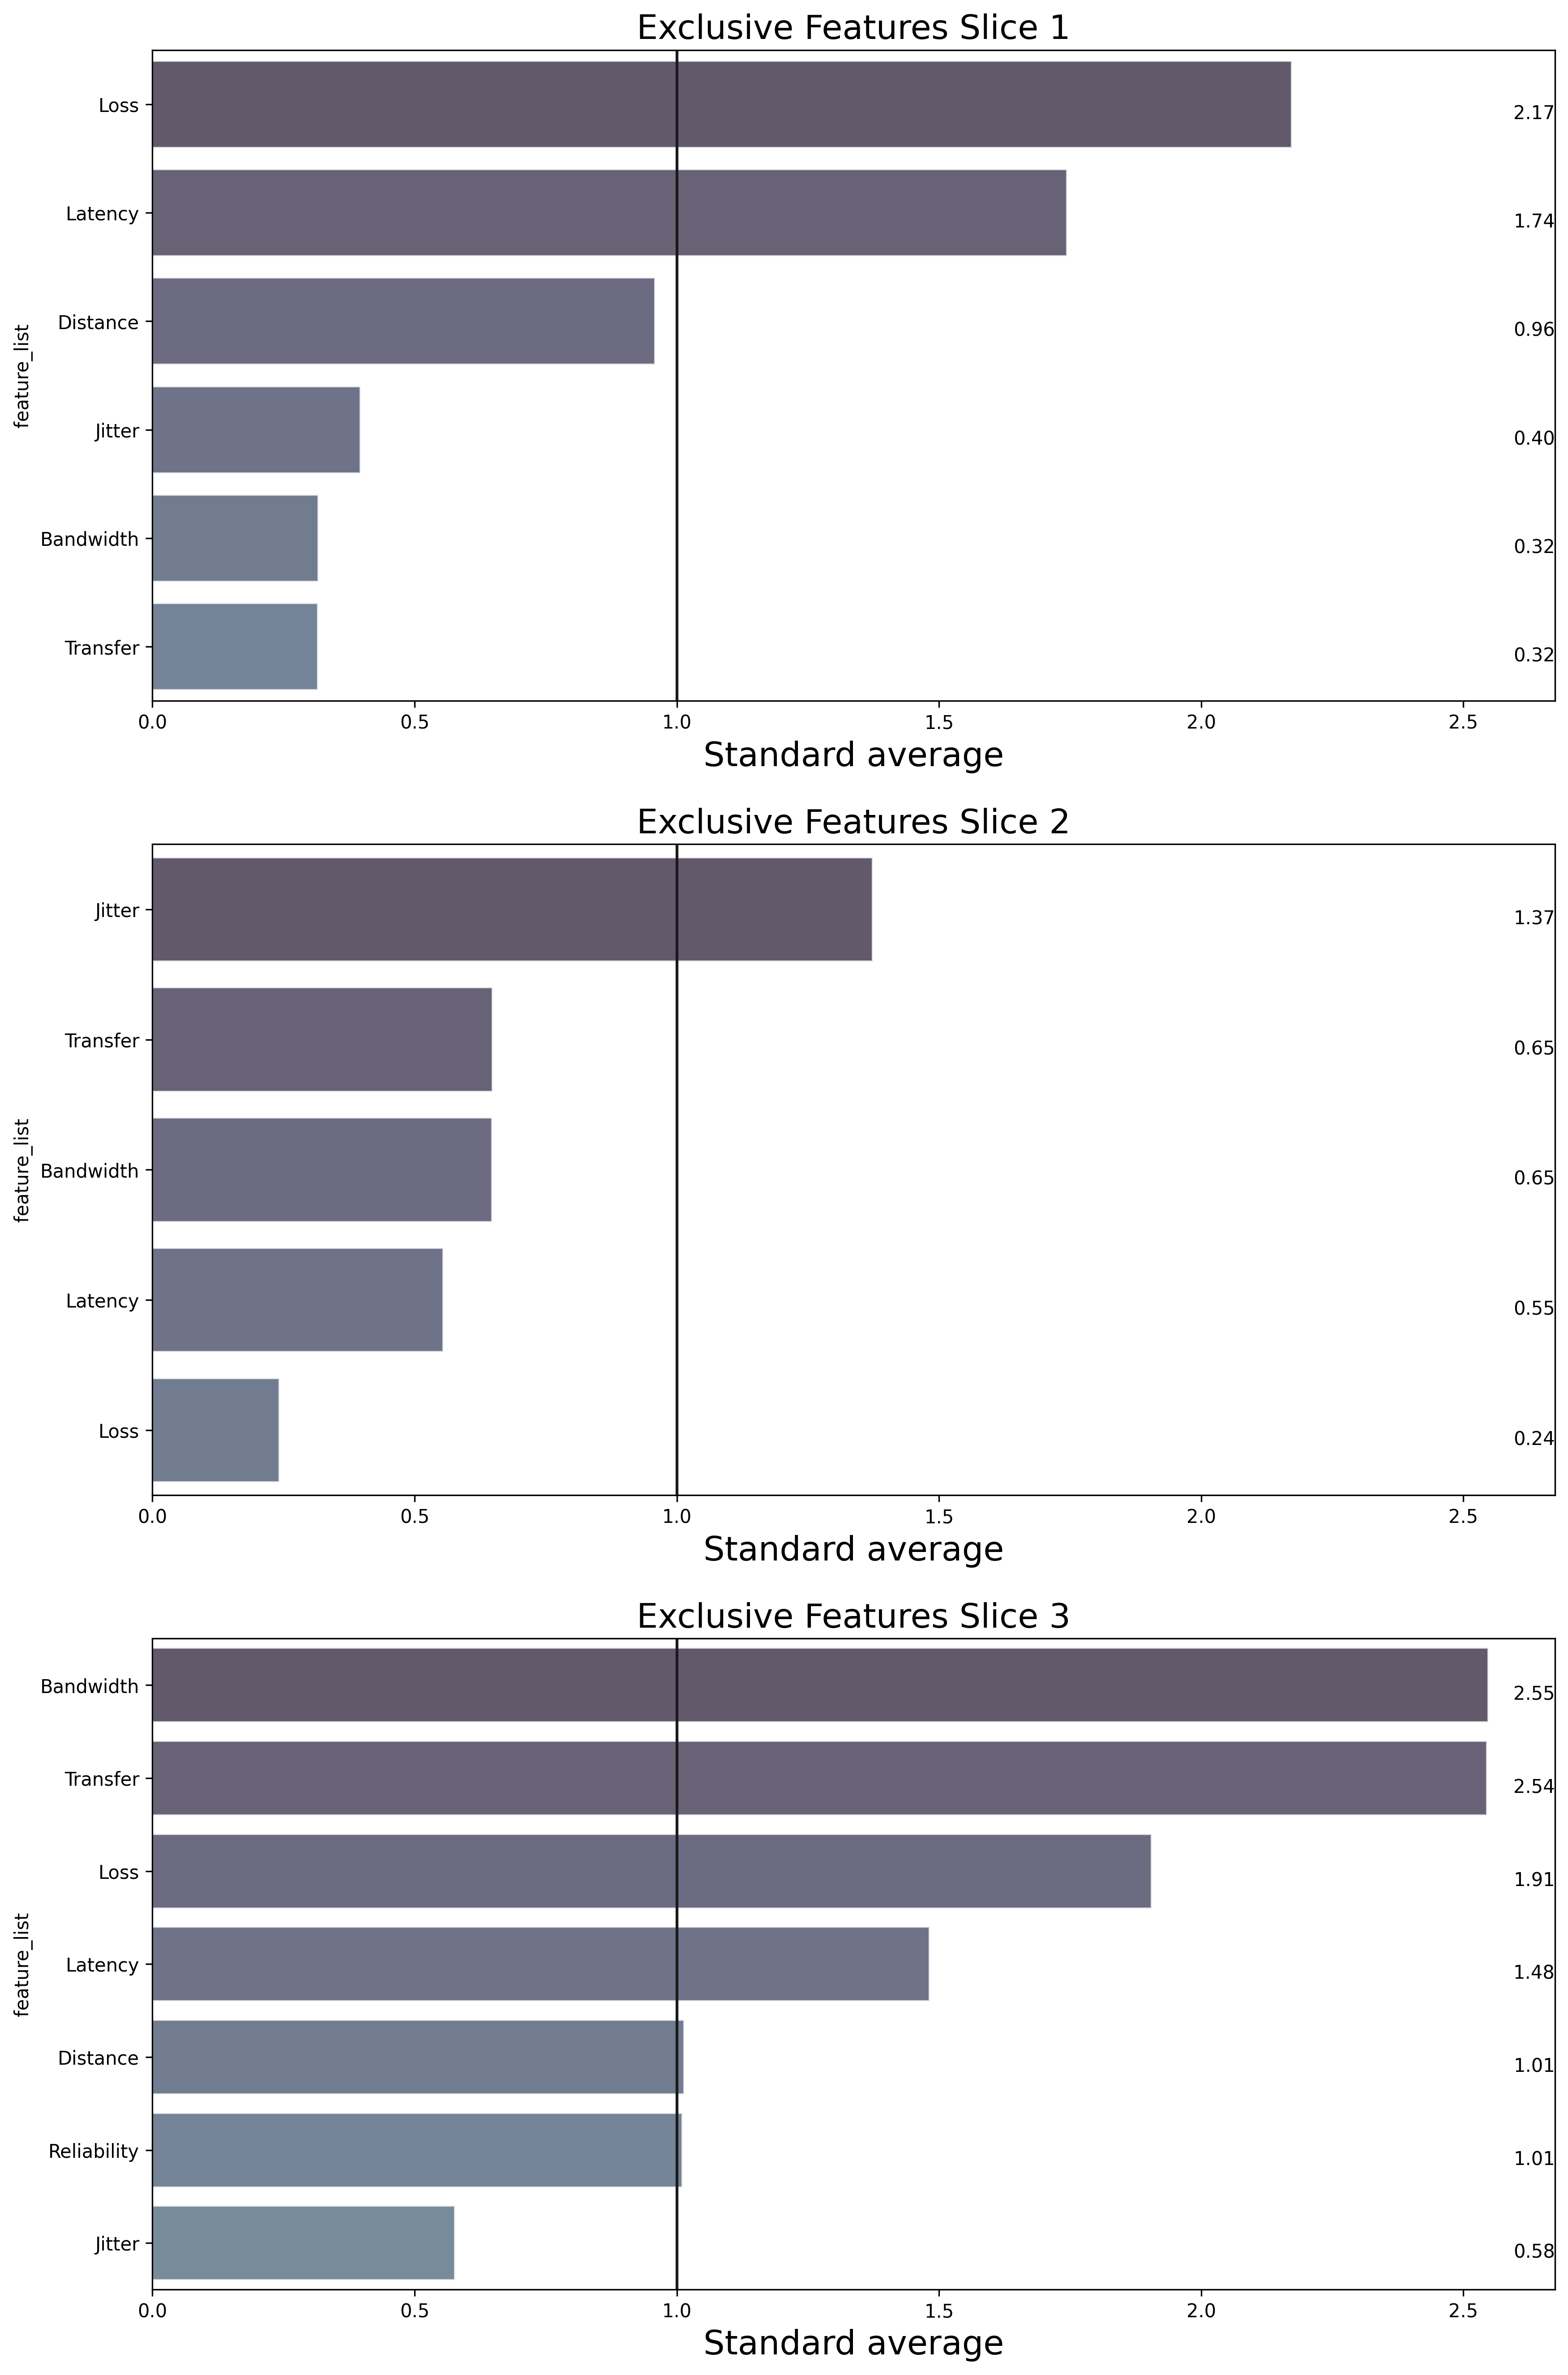 Exclusive Features Slice 1
feature_list
Loss 2.17
Latency 1.74
Distance 0.96
Jitter 0.40
Bandwidth 0.32
Transfer 0.32
0.0 0.5 1.0 1.5 2.0 2.5
Standard average
Exclusive Features Slice 2
feature_list
Jitter 1.37
Transfer 0.65
Bandwidth 0.65
Latency 0.55
Loss 0.24
0.0 0.5 1.0 1.5 2.0 2.5
Standard average
Exclusive Features Slice 3
feature_list
Bandwidth 2.55
Transfer 2.54
Loss 1.91
Latency 1.48
Distance 1.01
Reliability 1.01
Jitter 0.58
0.0 0.5 1.0 1.5 2.0 2.5
Standard average